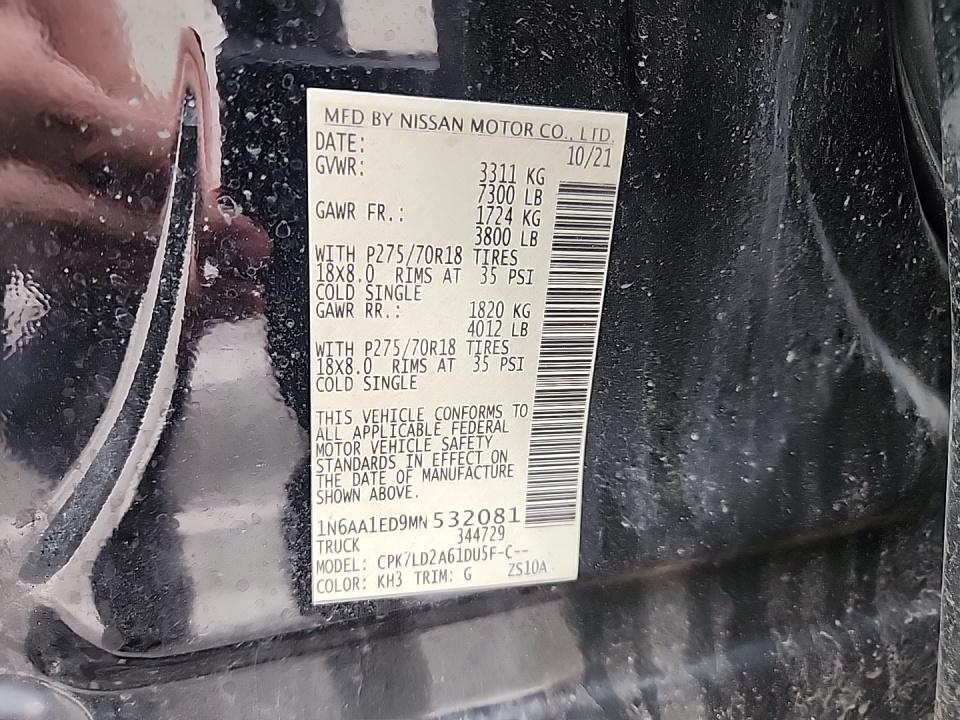 MFD BY NISSAN MOTOR CO., LTD.
DATE: 10/21
GVWR: 3311 KG
7300 LB
GAWR FR.: 1724 KG
3800 LB
WITH P275/70R18 TIRES
18X8.0 RIMS AT 35 PSI
COLD SINGLE
GAWR RR.: 1820 KG
4012 LB
WITH P275/70R18 TIRES
18X8.0 RIMS AT 35 PSI
COLD SINGLE
THIS VEHICLE CONFORMS TO
ALL APPLICABLE FEDERAL
MOTOR VEHICLE SAFETY
STANDARDS IN EFFECT ON
THE DATE OF MANUFACTURE
SHOWN ABOVE.
1N6AA1ED9MN532081
TRUCK 344729
MODEL: CPK7LD2A61DU5F-C--
COLOR: KH3 TRIM: G ZS10A